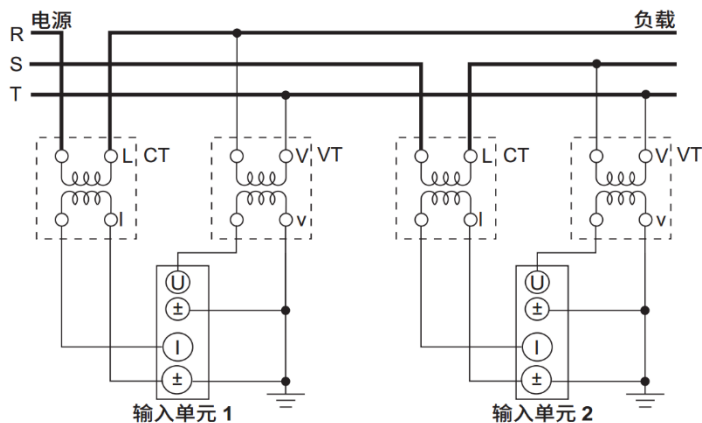 电源 负载
R
S
T
L CT V VT L CT V VT
l v l v
U U
± ±
I I
± ±
输入单元 1 输入单元 2